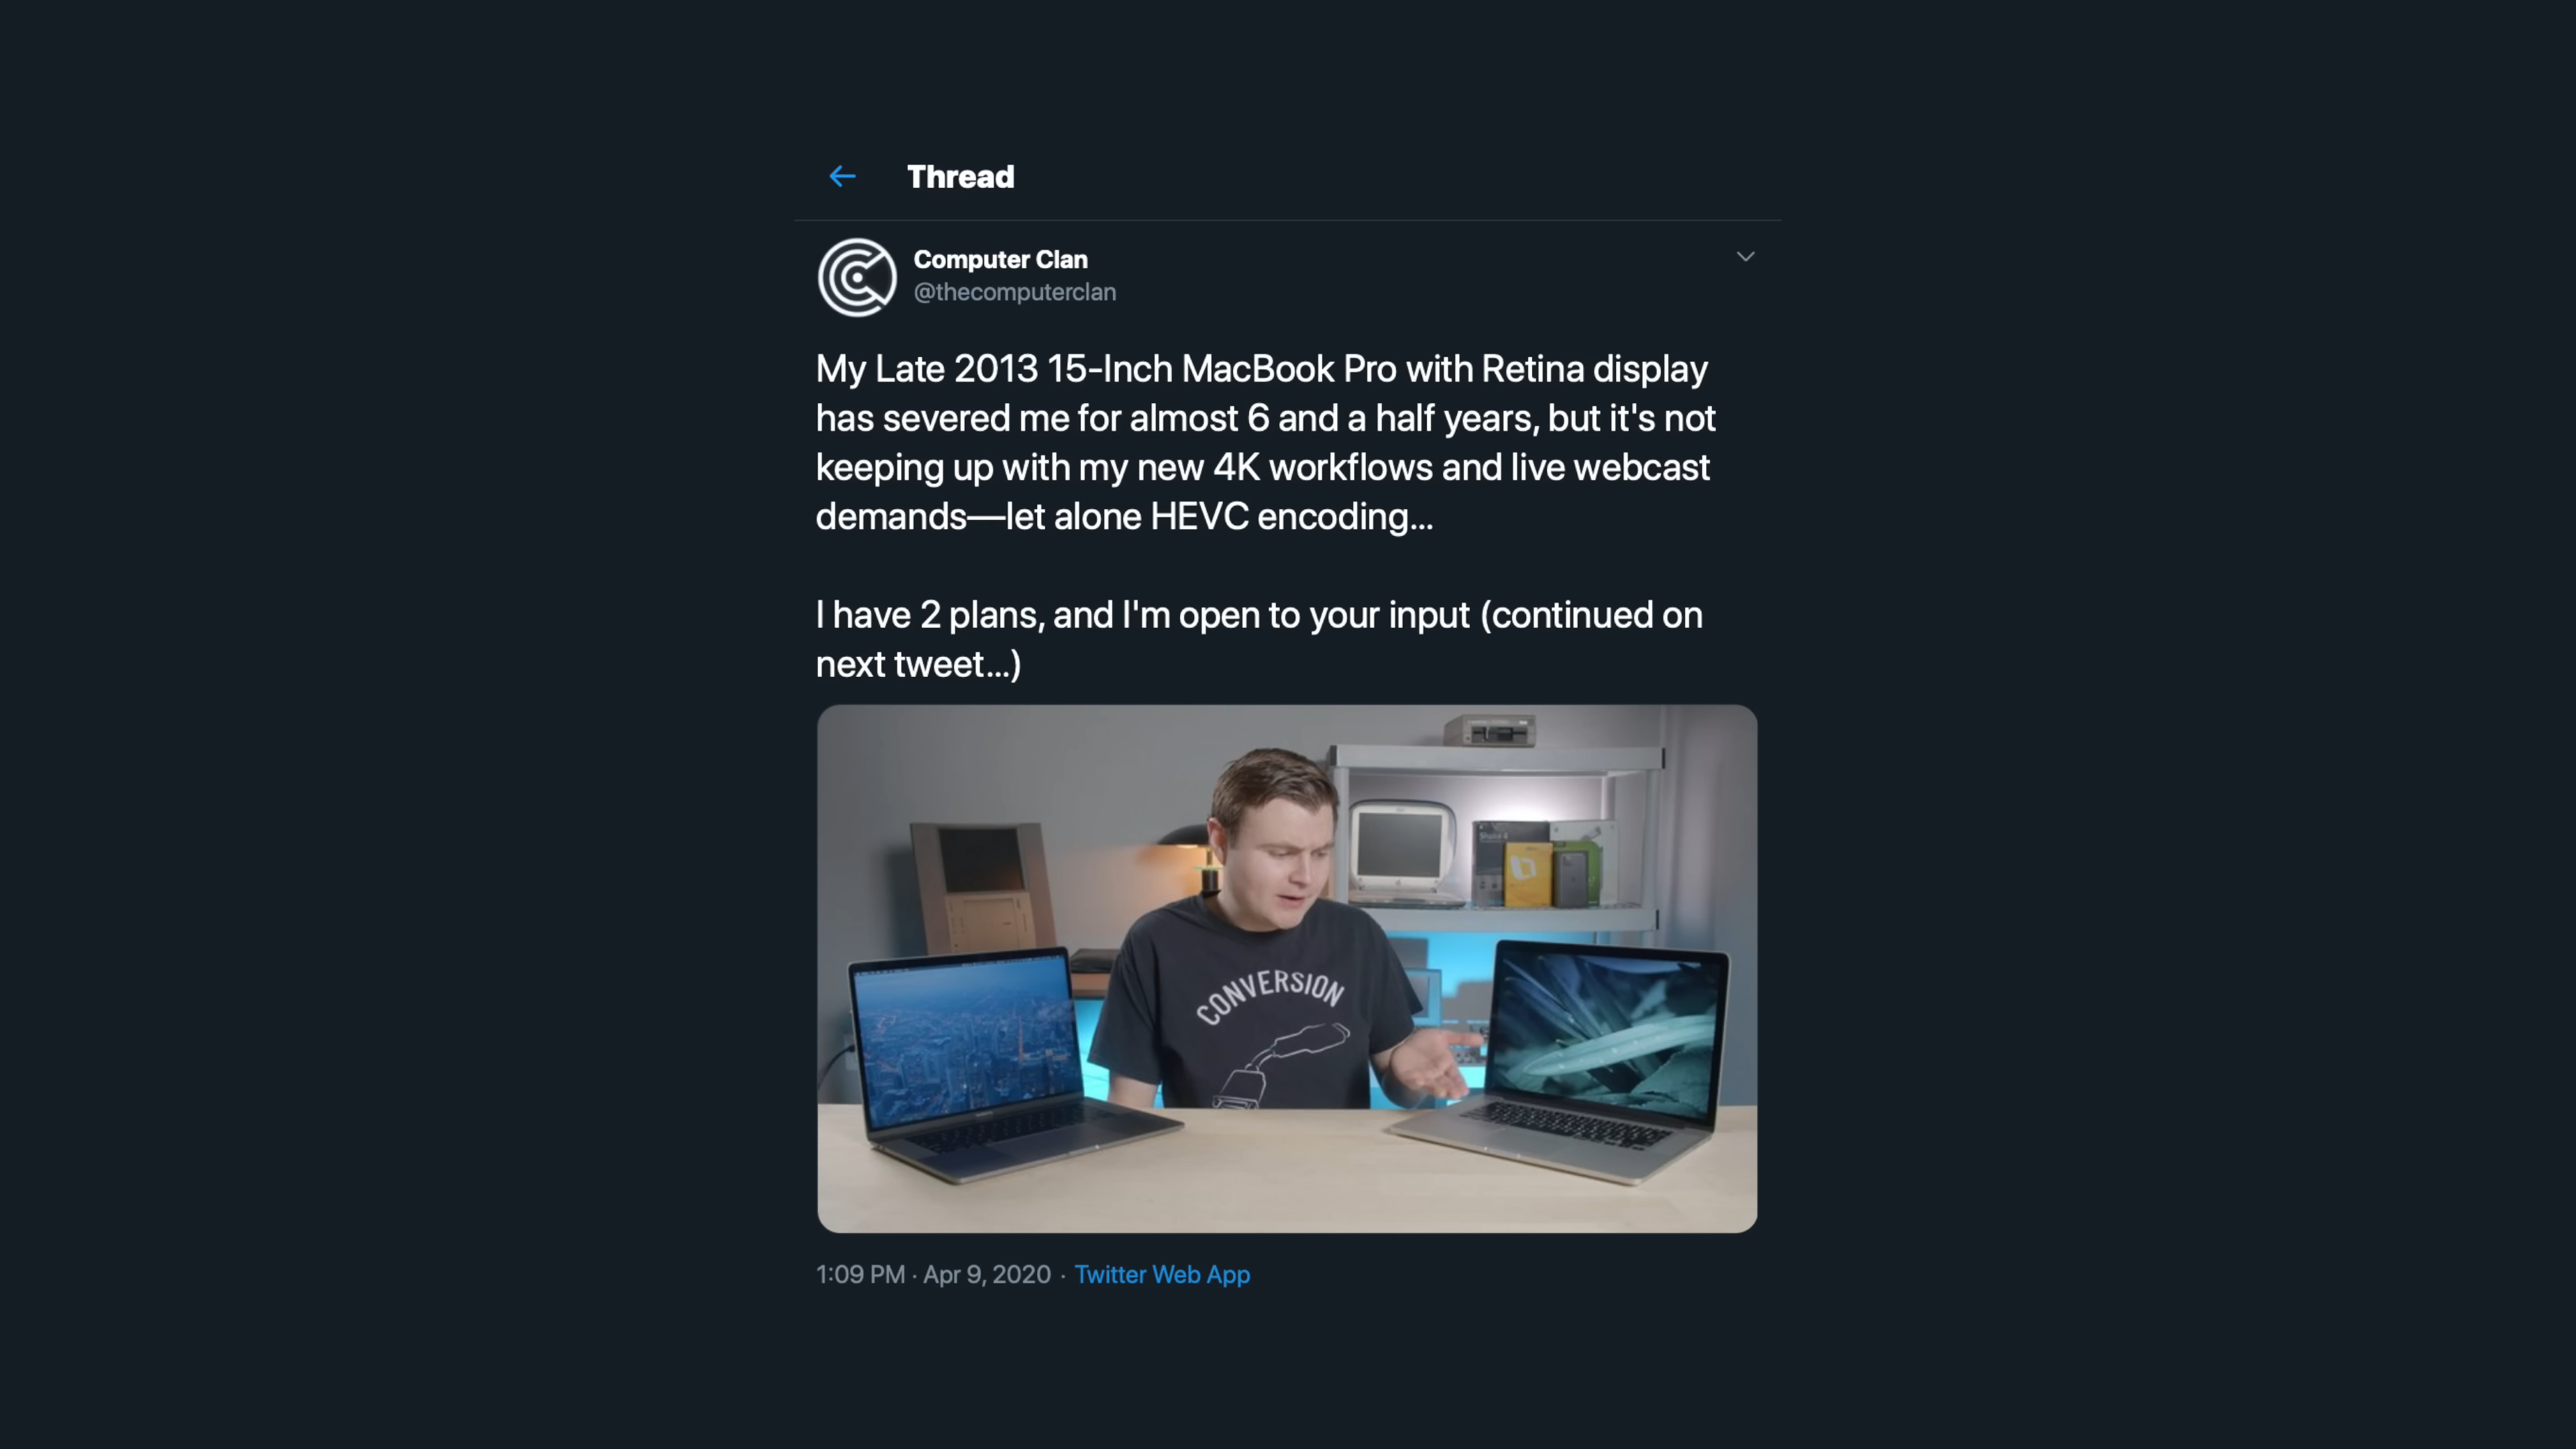 Thread
Computer Clan
@thecomputerclan
My Late 2013 15-Inch MacBook Pro with Retina display
has severed me for almost 6 and a half years, but it's not
keeping up with my new 4K workflows and live webcast
demands—let alone HEVC encoding...
I have 2 plans, and I'm open to your input (continued on
next tweet...)
CONVERSION
1:09 PM · Apr 9, 2020 · Twitter Web App